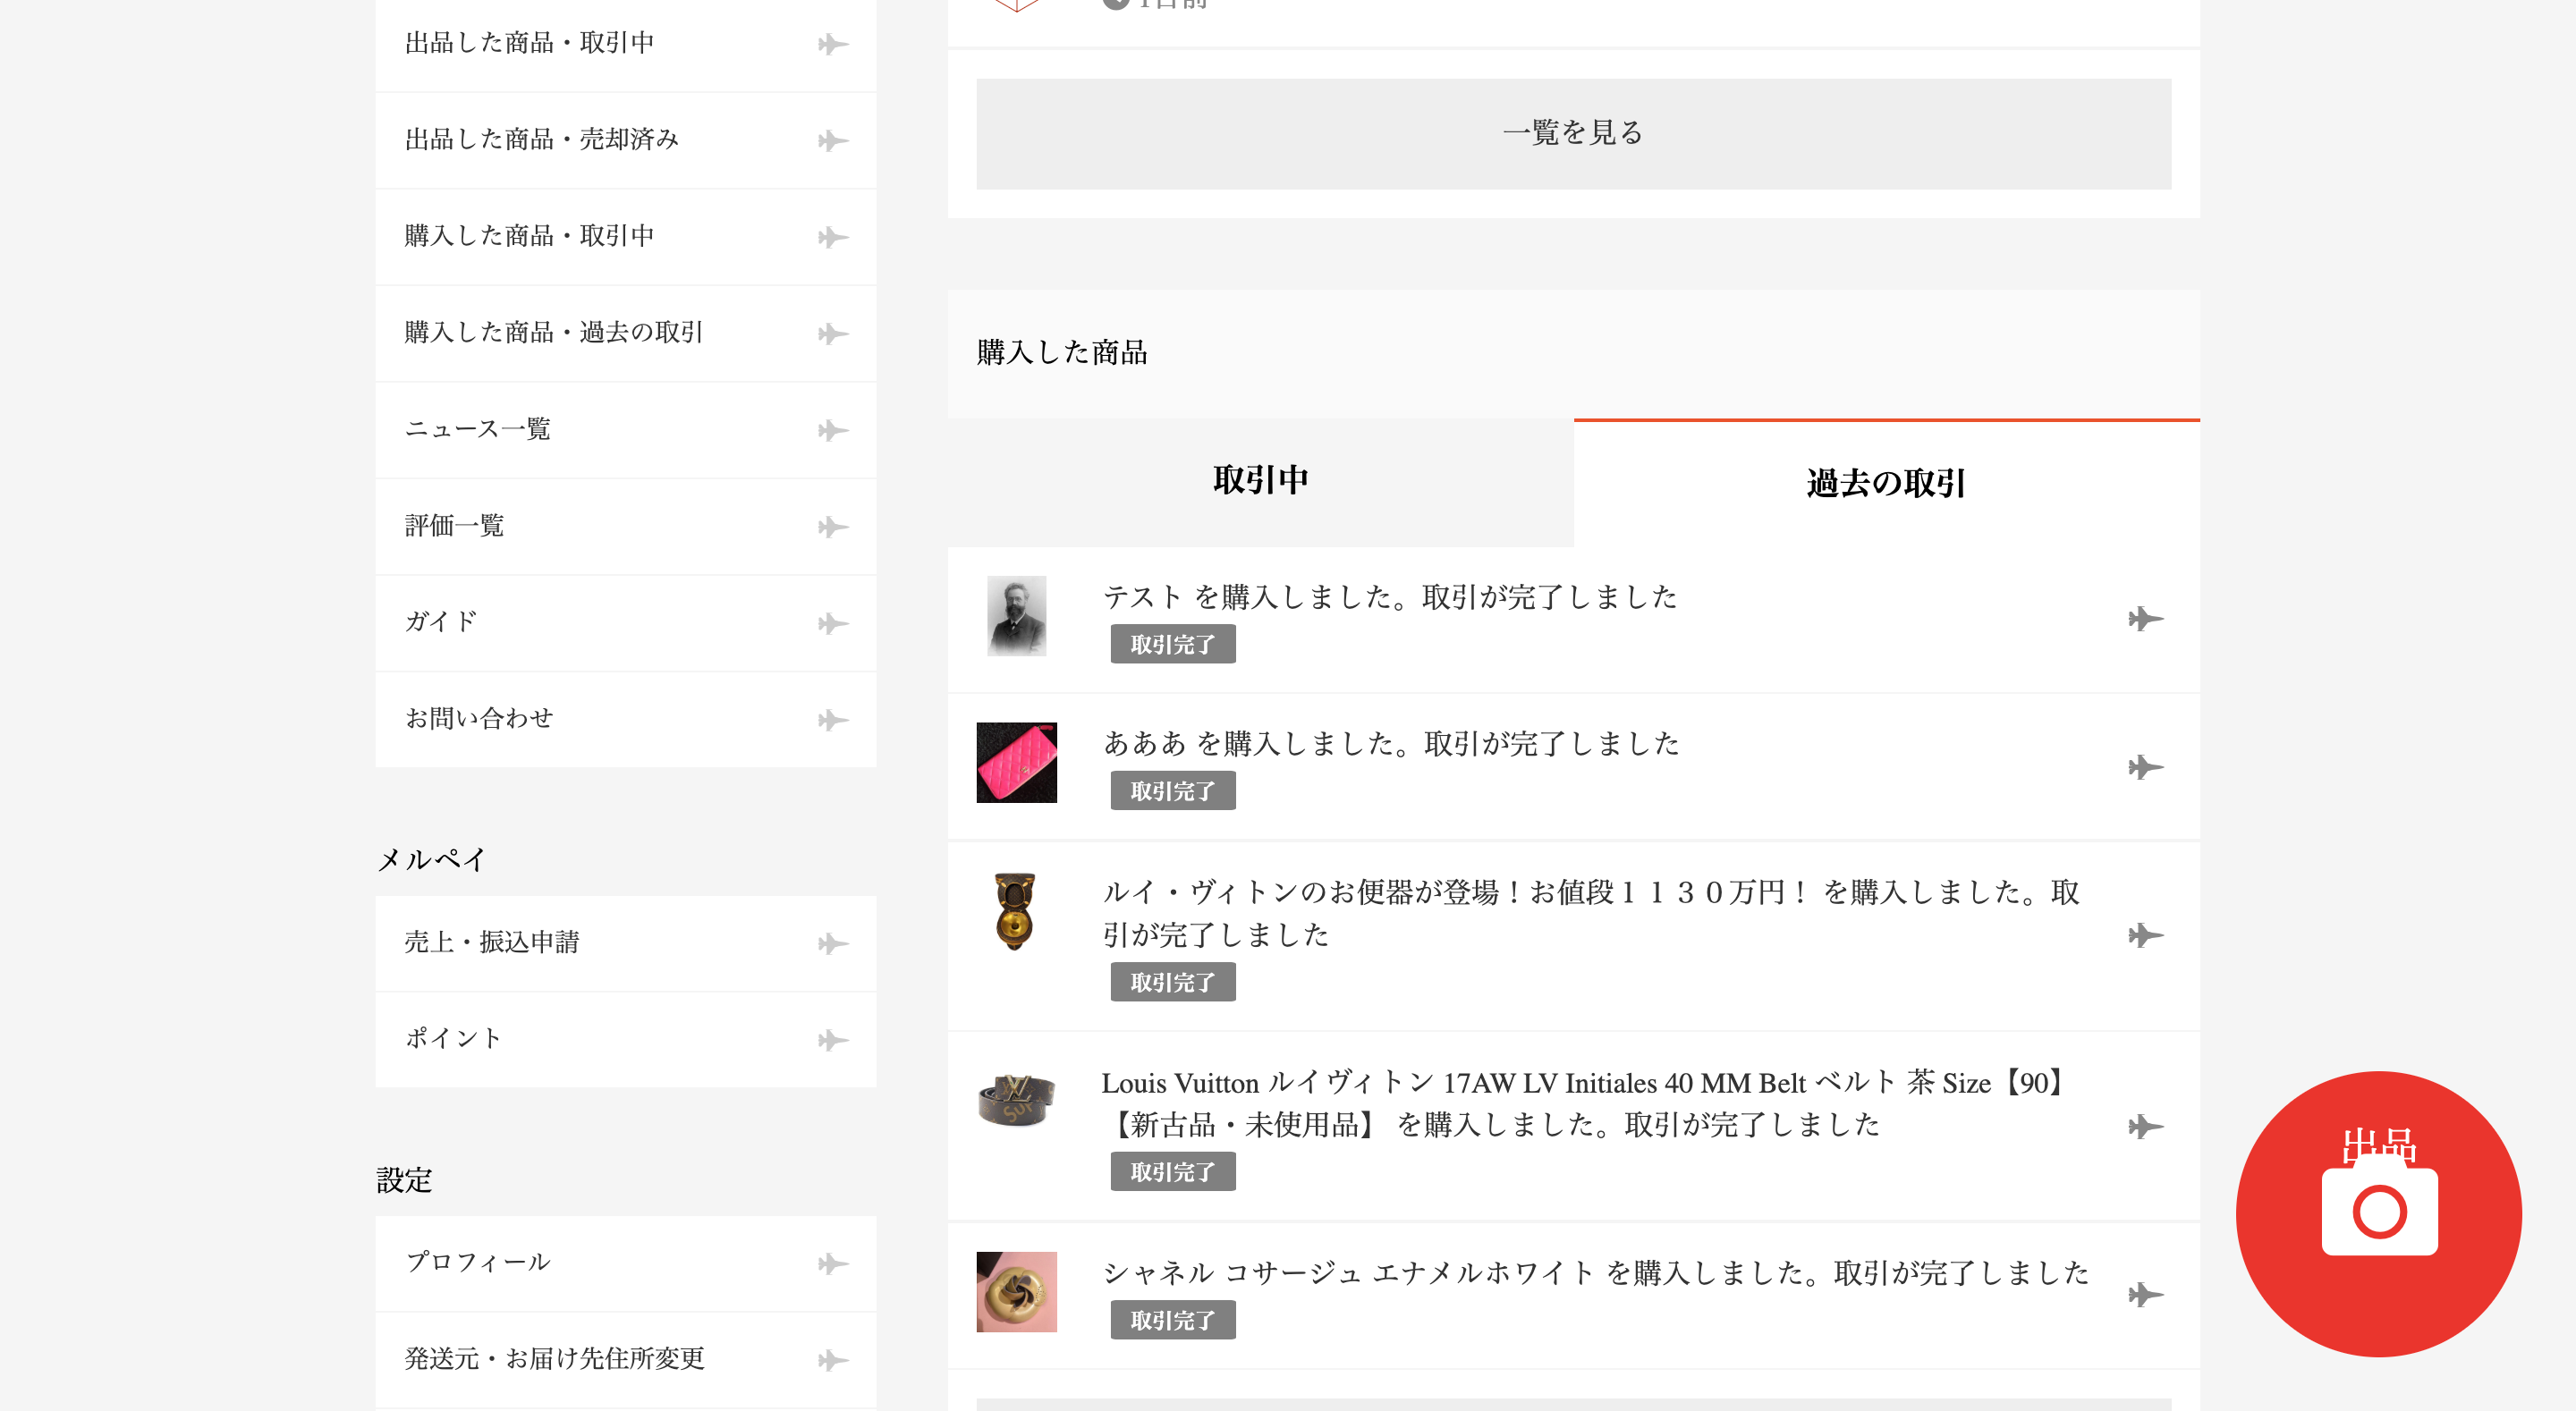 出品した商品・取引中
出品した商品・売却済み
購入した商品・取引中
購入した商品・過去の取引
ニュース一覧
評価一覧
ガイド
お問い合わせ
メルペイ
売上・振込申請
ポイント
設定
プロフィール
発送元・お届け先住所変更
1日前
一覧を見る
購入した商品
取引中
過去の取引
テスト を購入しました。取引が完了しました
取引完了
あああ を購入しました。取引が完了しました
取引完了
ルイ・ヴィトンのお便器が登場！お値段１１３０万円！ を購入しました。取
引が完了しました
取引完了
Louis Vuitton ルイヴィトン 17AW LV Initiales 40 MM Belt ベルト 茶 Size【90】
【新古品・未使用品】 を購入しました。取引が完了しました
取引完了
シャネル コサージュ エナメルホワイト を購入しました。取引が完了しました
取引完了
出品